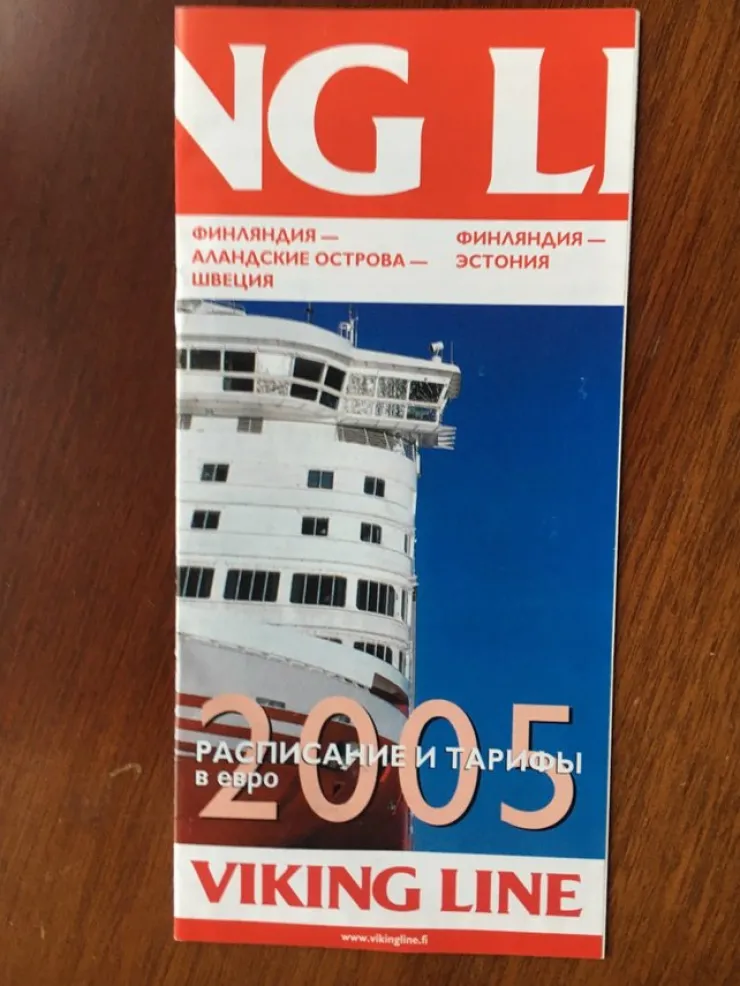 NG LI
ФИНЛЯНДИЯ —
АЛАНДСКИЕ ОСТРОВА —
ШВЕЦИЯ
ФИНЛЯНДИЯ —
ЭСТОНИЯ
2005
РАСПИСАНИЕ И ТАРИФЫ
в евро
VIKING LINE
www.vikingline.fi